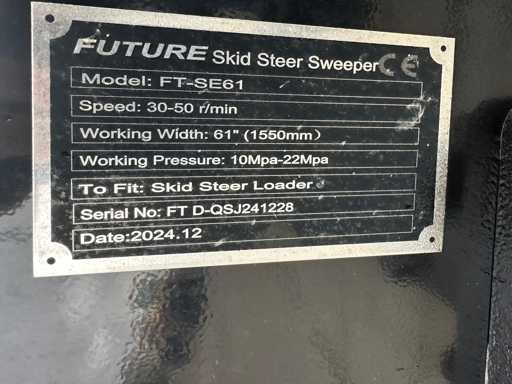 FUTURE Skid Steer Sweeper CE
Model: FT-SE61
Speed: 30-50 r/min
Working Width: 61" (1550mm）
Working Pressure: 10Mpa-22Mpa
To Fit: Skid Steer Loader
Serial No: FT D-QSJ241228
Date:2024.12